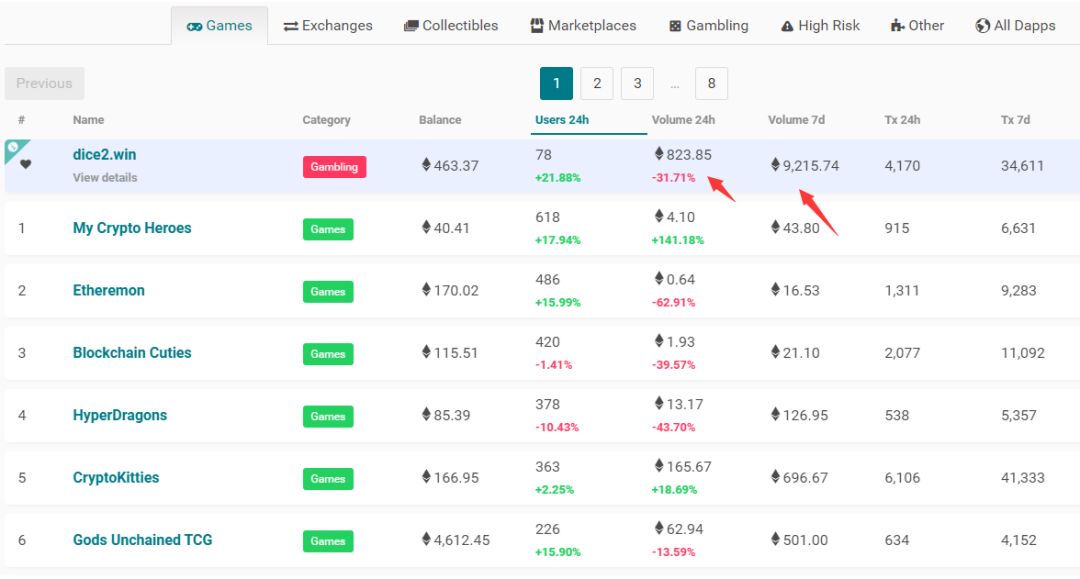 Games Exchanges Collectibles Marketplaces Gambling High Risk Other All Dapps
Previous 1 2 3 ... 8
# Name Category Balance Users 24h Volume 24h Volume 7d Tx 24h Tx 7d
dice2.win Gambling 463.37 78 823.85 9,215.74 4,170 34,611
View details +21.88% -31.71%
1 My Crypto Heroes Games 40.41 618 4.10 43.80 915 6,631
+17.94% +141.18%
2 Etheremon Games 170.02 486 0.64 16.53 1,311 9,283
+15.99% -62.91%
3 Blockchain Cuties Games 115.51 420 1.93 21.10 2,077 11,092
-1.41% -39.57%
4 HyperDragons Games 85.39 378 13.17 126.95 538 5,357
-10.43% -43.70%
5 CryptoKitties Games 166.95 363 165.67 696.67 6,106 41,333
+2.25% +18.69%
6 Gods Unchained TCG Games 4,612.45 226 62.94 501.00 634 4,152
+15.90% -13.59%